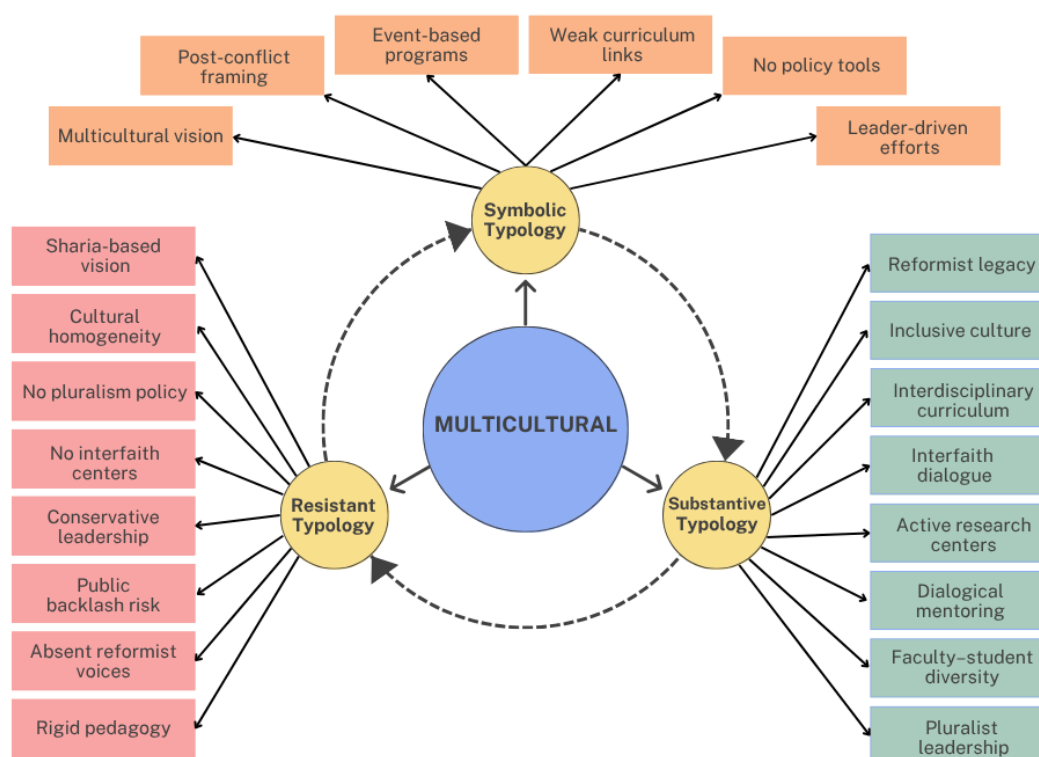 Event-based
programs
Weak curriculum
links
Post-conflict
framing
No policy tools
Multicultural vision
Leader-driven
efforts
Symbolic
Typology
Sharia-based
vision
Cultural
homogeneity
No pluralism policy
No interfaith
centers
Conservative
leadership
Public
backlash risk
Absent reformist
voices
Rigid pedagogy
MULTICULTURAL
Resistant
Typology
Substantive
Typology
Reformist legacy
Inclusive culture
Interdisciplinary
curriculum
Interfaith
dialogue
Active research
centers
Dialogical
mentoring
Faculty–student
diversity
Pluralist
leadership